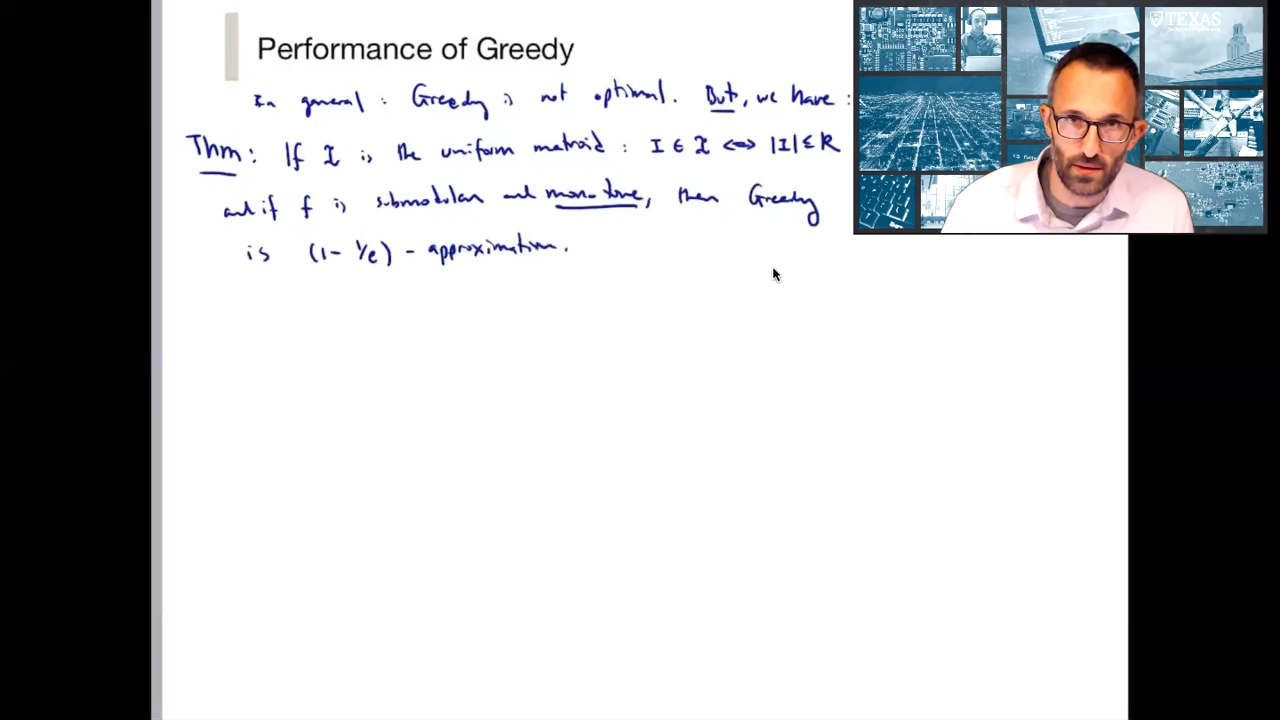 Performance of Greedy
In general : Greedy is not optimal. But, we have :
Thm: If I is the uniform matroid : I ∈ I ⟺ |I| ≤ k
and if f is submodular and monotone, then Greedy
is (1 - 1/e) - approximation.
TEXAS